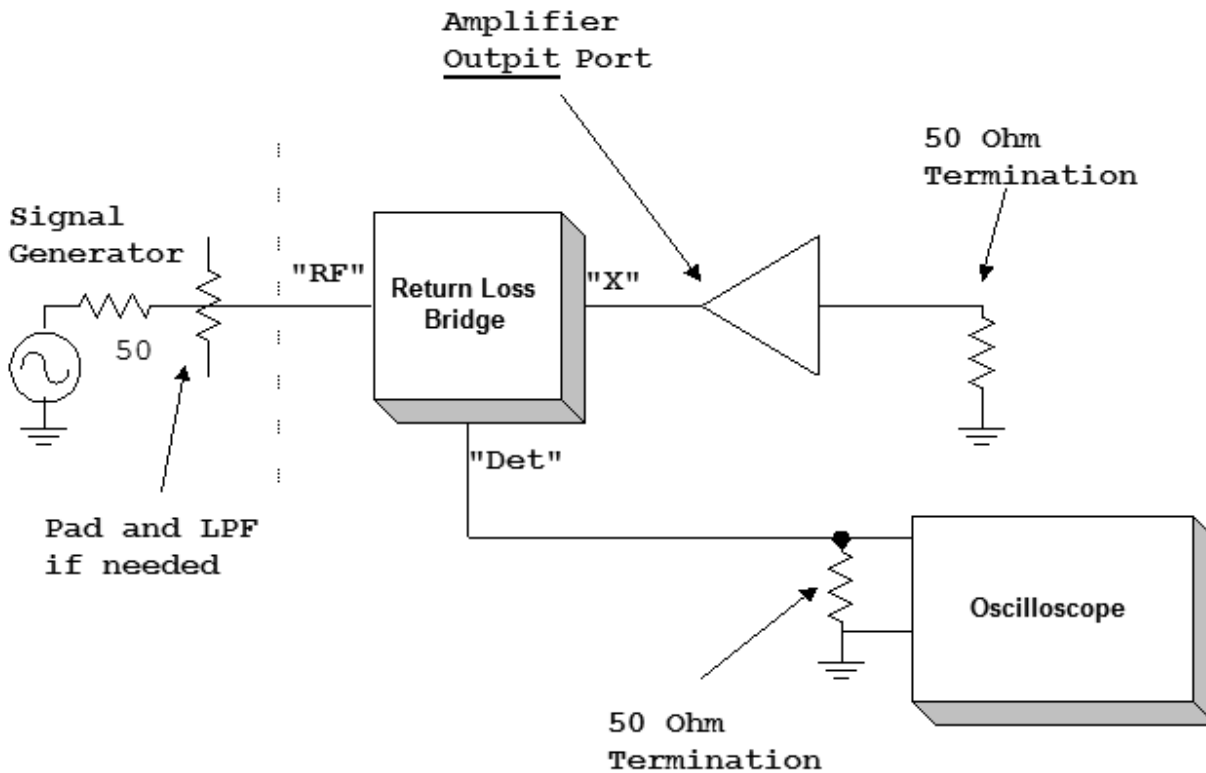 Amplifier
Outpit Port
50 Ohm
Termination
Signal
Generator
"RF"
Return Loss
Bridge
"X"
50
"Det"
Pad and LPF
if needed
Oscilloscope
50 Ohm
Termination